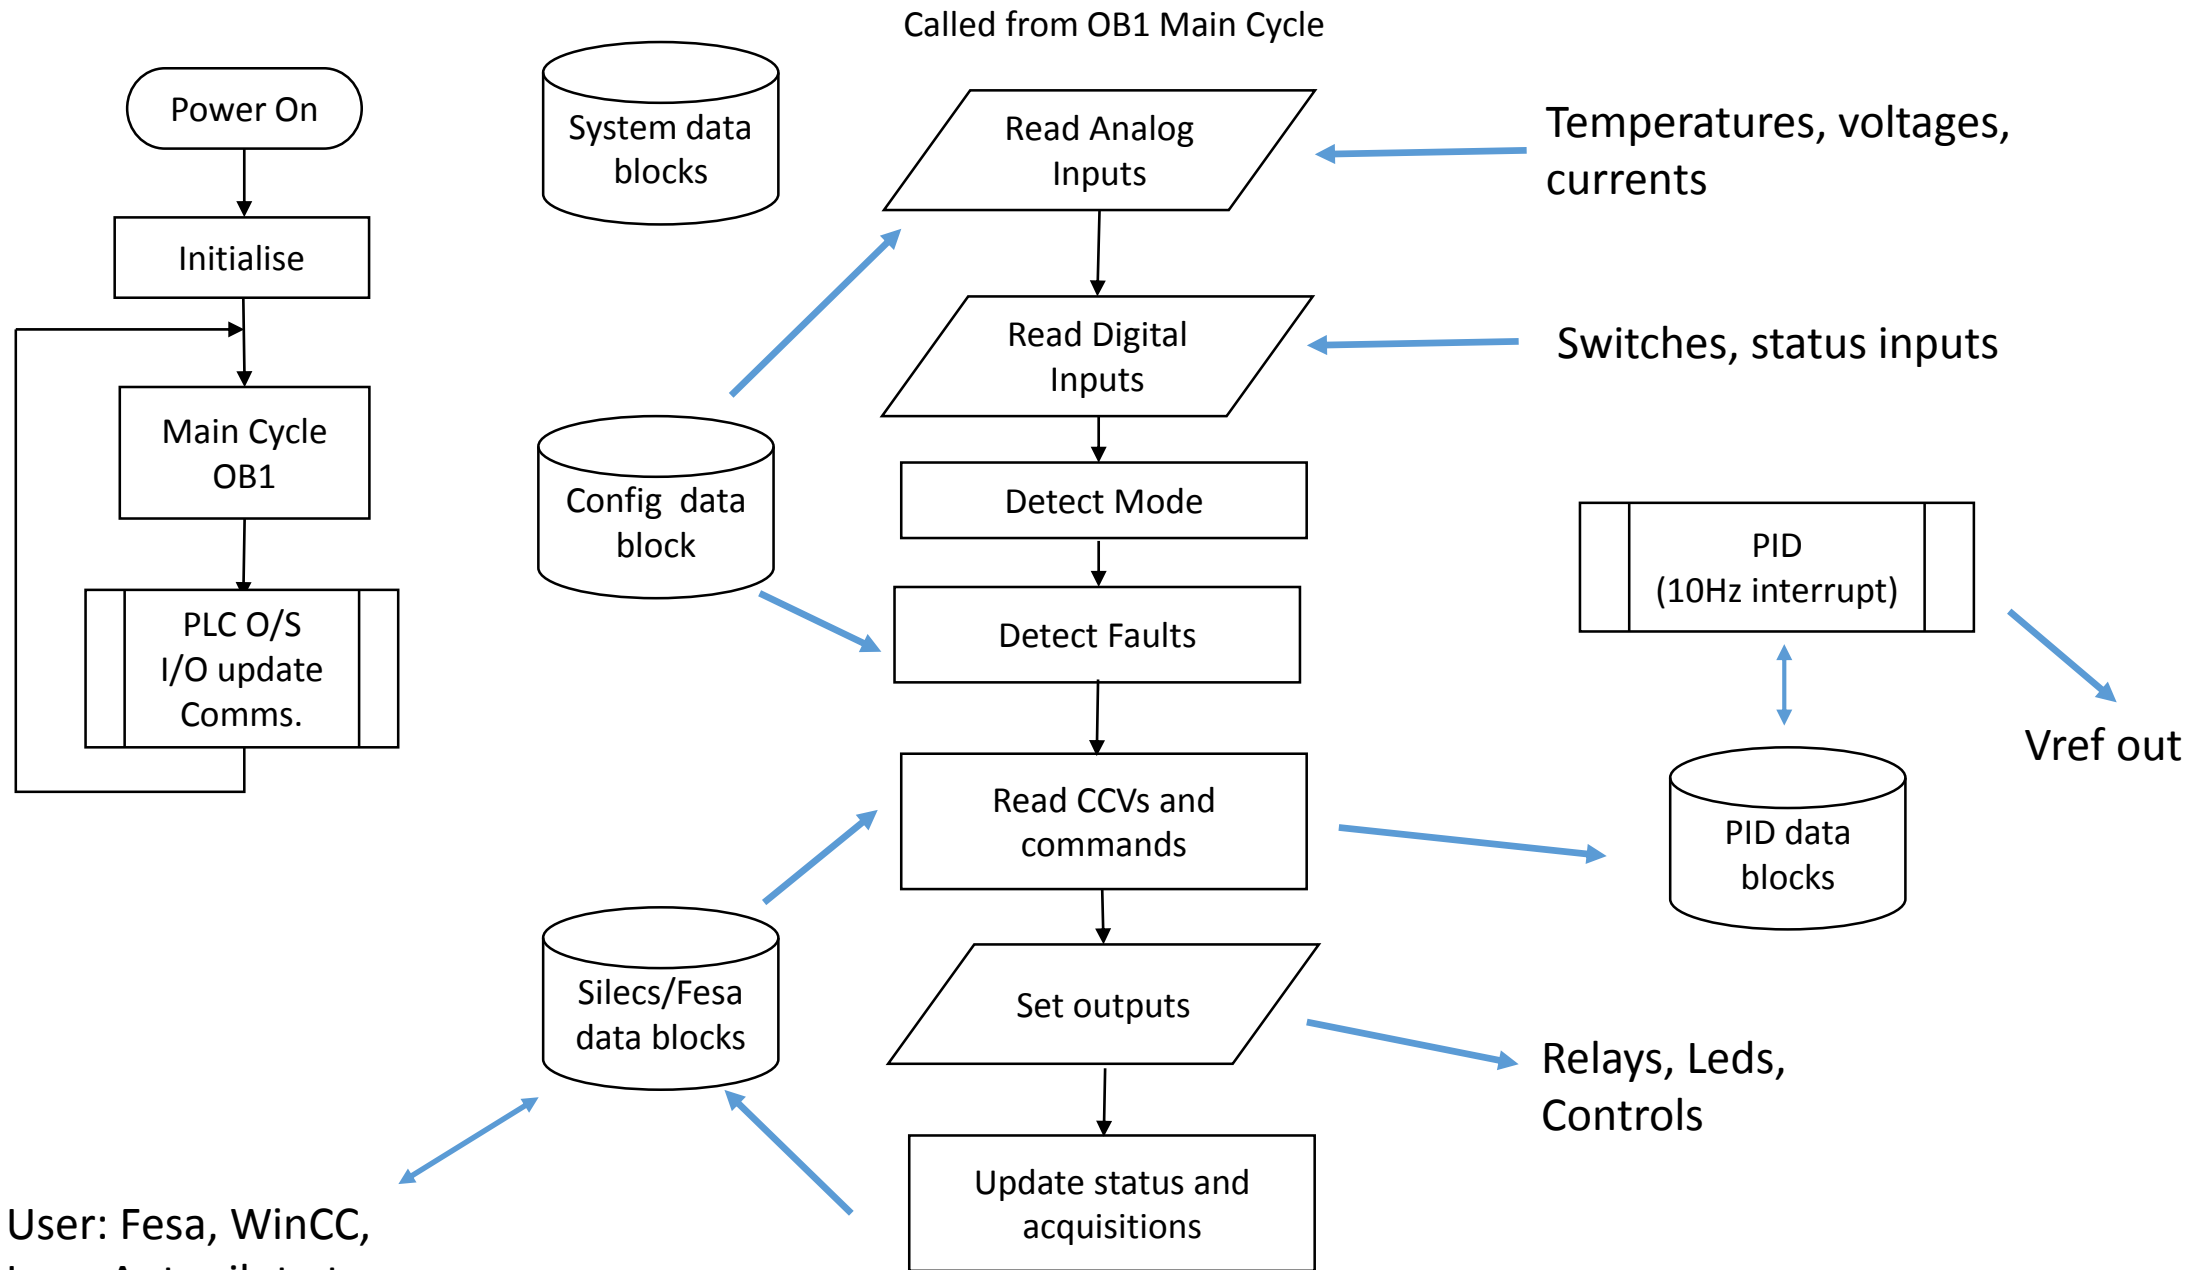 Called from OB1 Main Cycle
Power On
Initialise
Main Cycle
OB1
PLC O/S
I/O update
Comms.
System data
blocks
Config data
block
Silecs/Fesa
data blocks
User: Fesa, WinCC,
Read Analog
Inputs
Read Digital
Inputs
Detect Mode
Detect Faults
Read CCVs and
commands
Set outputs
Update status and
acquisitions
Temperatures, voltages,
currents
Switches, status inputs
PID
(10Hz interrupt)
Vref out
PID data
blocks
Relays, Leds,
Controls